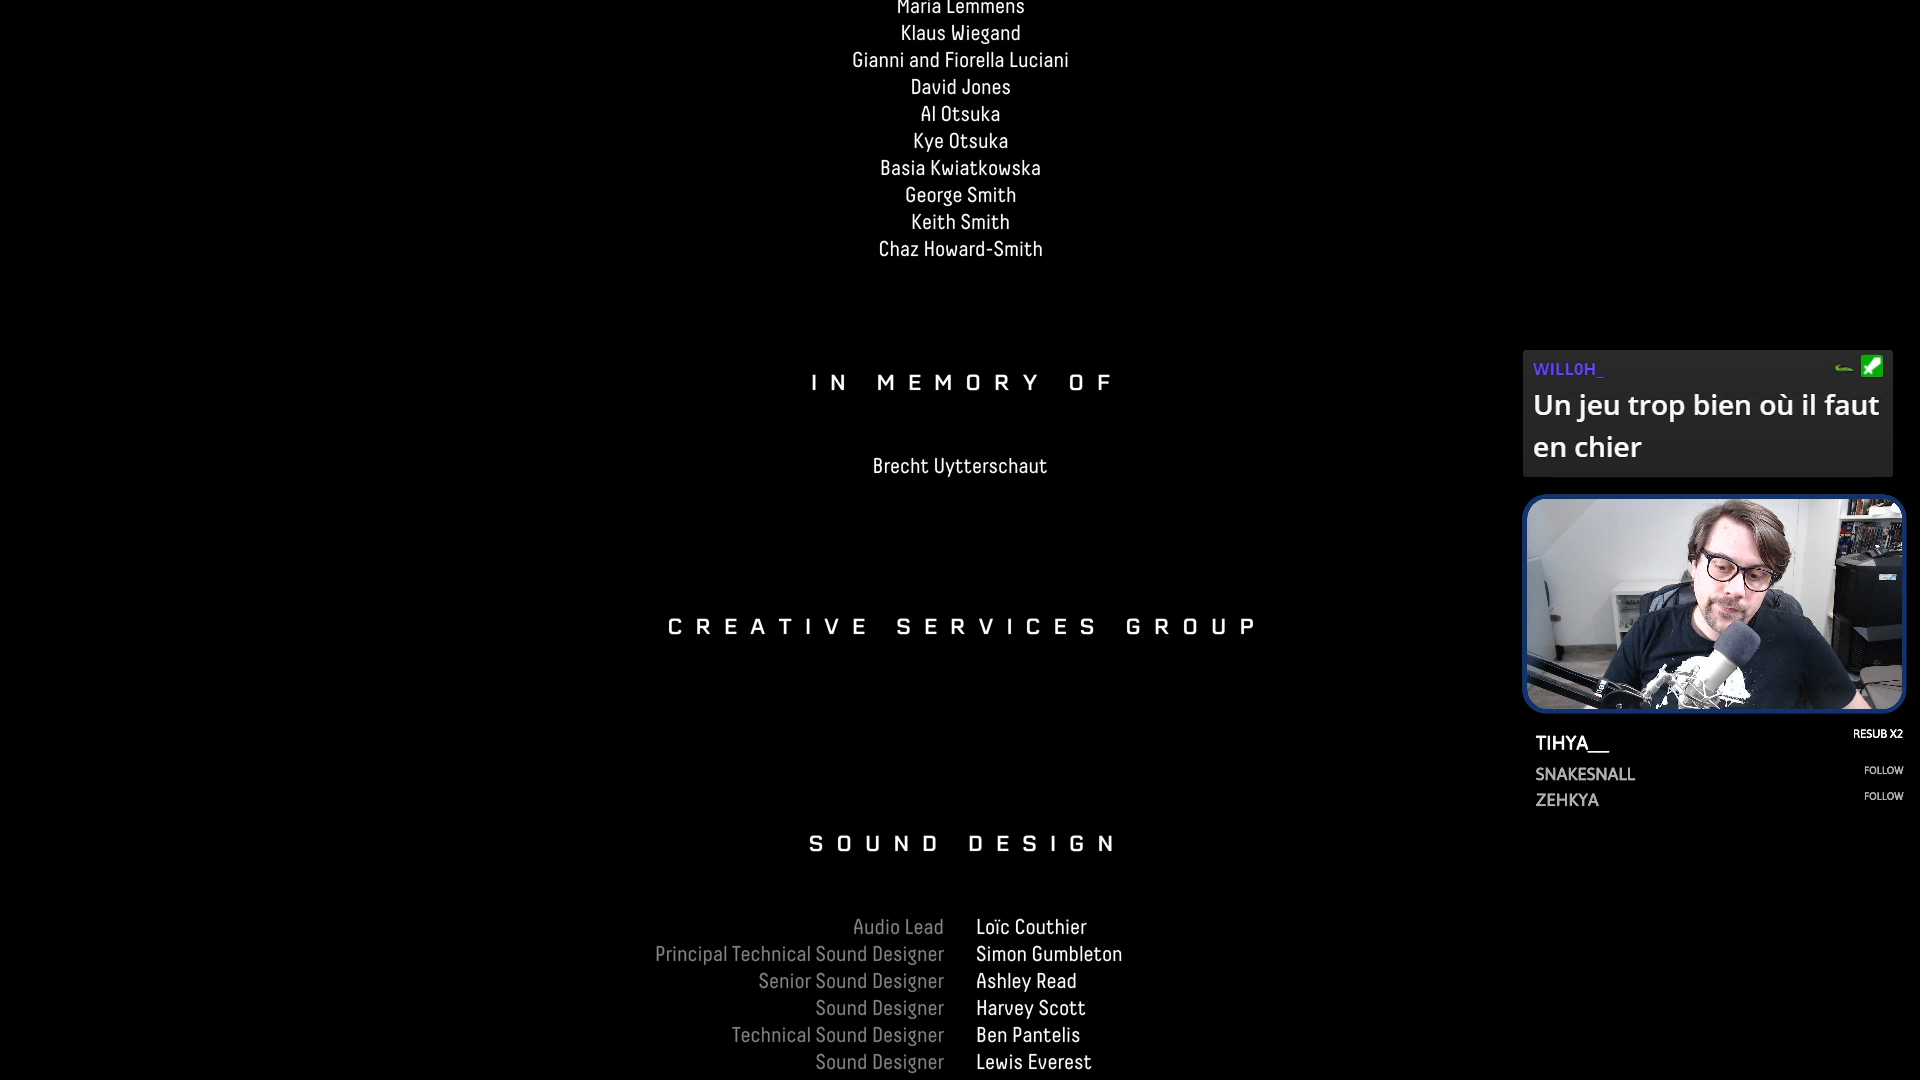 Maria Lemmens
Klaus Wiegand
Gianni and Fiorella Luciani
David Jones
Al Otsuka
Kye Otsuka
Basia Kwiatkowska
George Smith
Keith Smith
Chaz Howard-Smith
IN MEMORY OF
Brecht Uytterschaut
CREATIVE SERVICES GROUP
SOUND DESIGN
Audio Lead Loïc Couthier
Principal Technical Sound Designer Simon Gumbleton
Senior Sound Designer Ashley Read
Sound Designer Harvey Scott
Technical Sound Designer Ben Pantelis
Sound Designer Lewis Everest
WILL0H_
Un jeu trop bien où il faut
en chier
TIHYA__ RESUB X2
SNAKESNALL FOLLOW
ZEHKYA FOLLOW